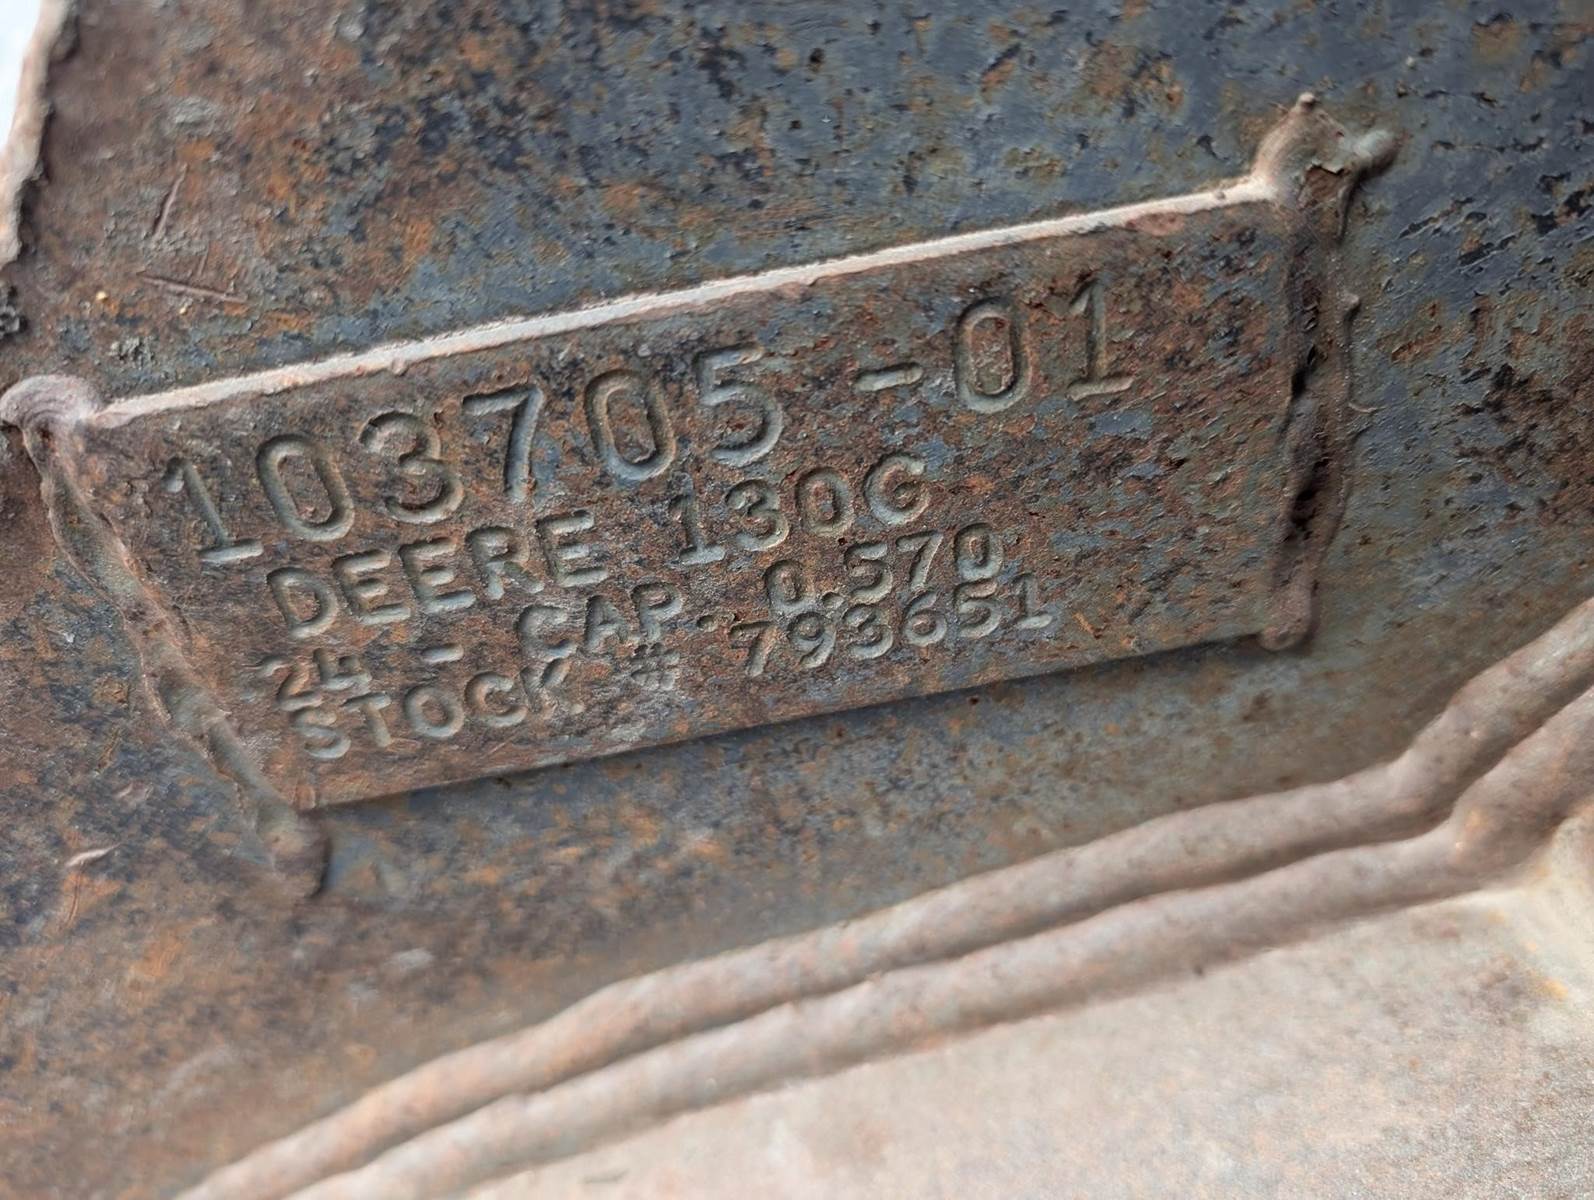 103705-01
DEERE 130G
24 - CAP. 0.570
STOCK # 793651